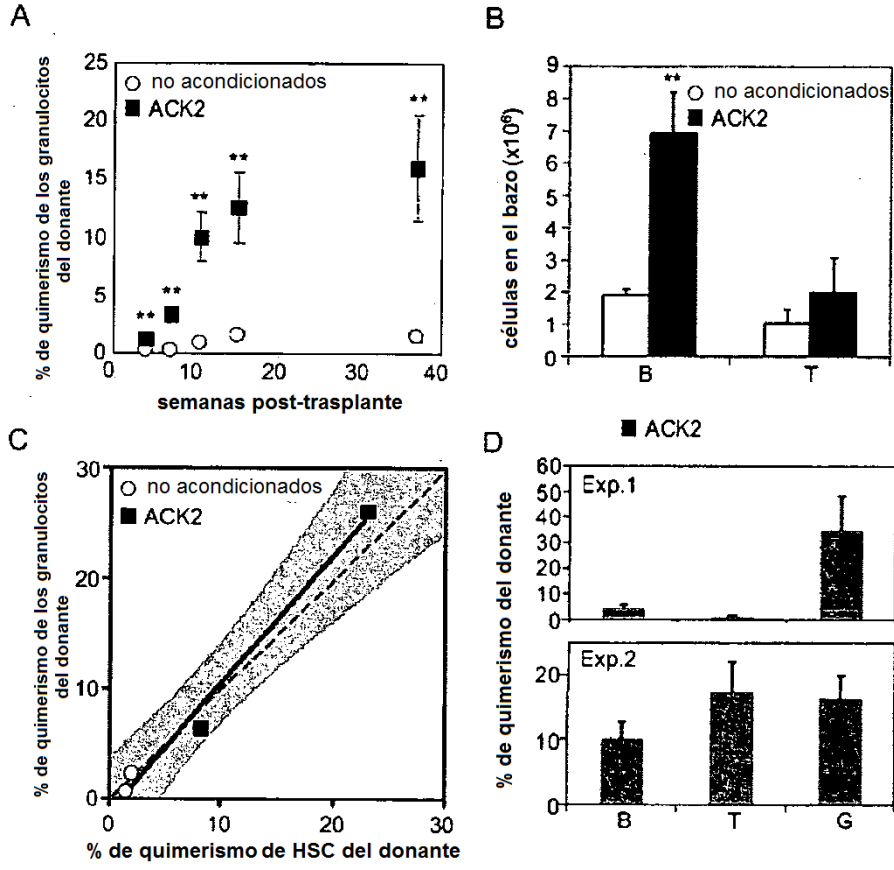 A
% de quimerismo de los granulocitos
del donante
25
20
15
10
5
0
no acondicionados
ACK2
**
**
**
**
**
0
10
20
30
40
semanas post-trasplante
B
células en el bazo (x10⁶)
9
8
7
6
5
4
3
2
1
0
**
no acondicionados
ACK2
B
T
C
% de quimerismo de los granulocitos
del donante
30
20
10
0
no acondicionados
ACK2
0
10
20
30
% de quimerismo de HSC del donante
D
ACK2
% de quimerismo del donante
60
50
40
30
20
10
0
Exp.1
20
10
0
Exp.2
B
T
G